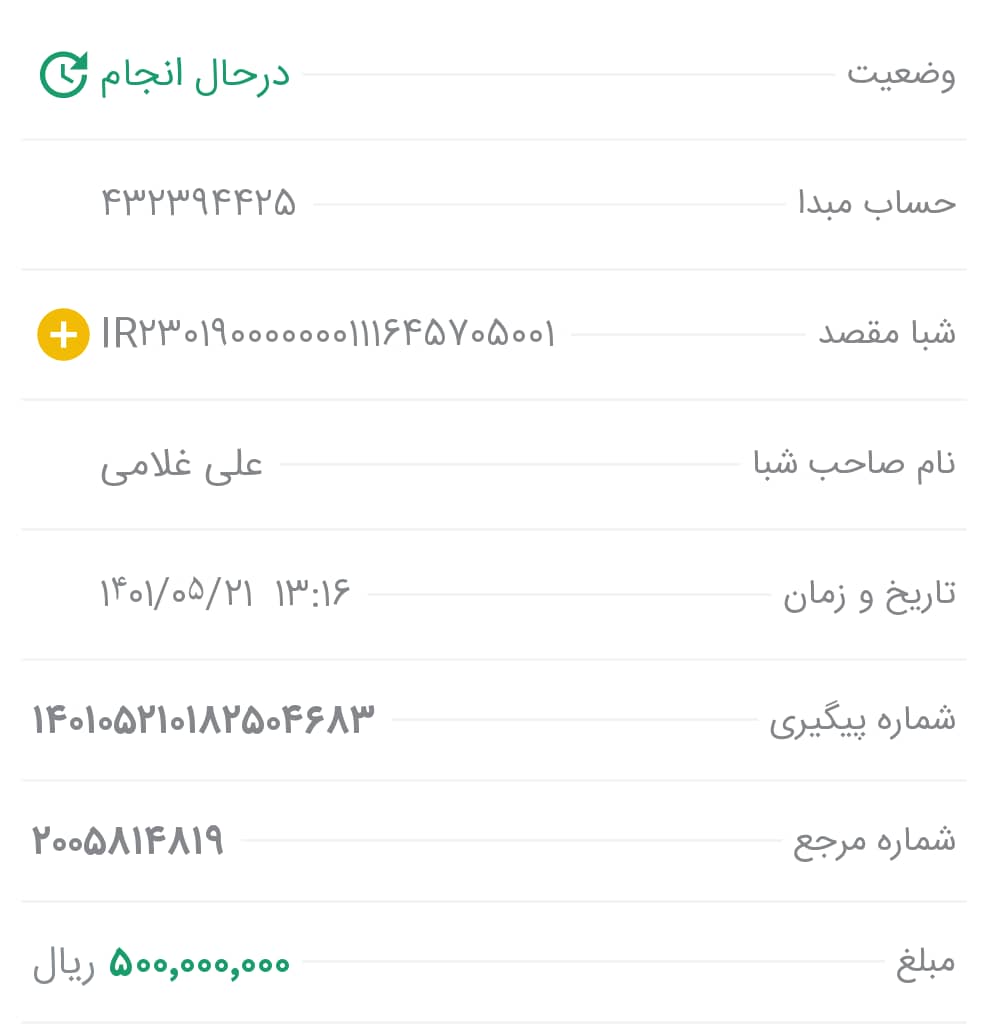 وضعیت درحال انجام
حساب مبدا ۴۳۲۳۹۴۴۲۵
شبا مقصد IR۲۳۰۱۹۰۰۰۰۰۰۰۱۱۱۶۴۵۷۰۵۰۰۱
نام صاحب شبا علی غلامی
تاریخ و زمان ۱۴۰۱/۰۵/۲۱ ۱۳:۱۶
شماره پیگیری ۱۴۰۱۰۵۲۱۰۱۸۲۵۰۴۶۸۳
شماره مرجع ۲۰۰۵۸۱۴۸۱۹
مبلغ ۵۰۰,۰۰۰,۰۰۰ ریال